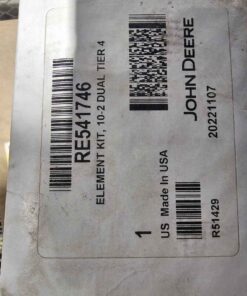 RE541746
ELEMENT KIT, 10-2 DUAL TIER 4
1
US Made In USA
JOHN DEERE
20221107
R51429